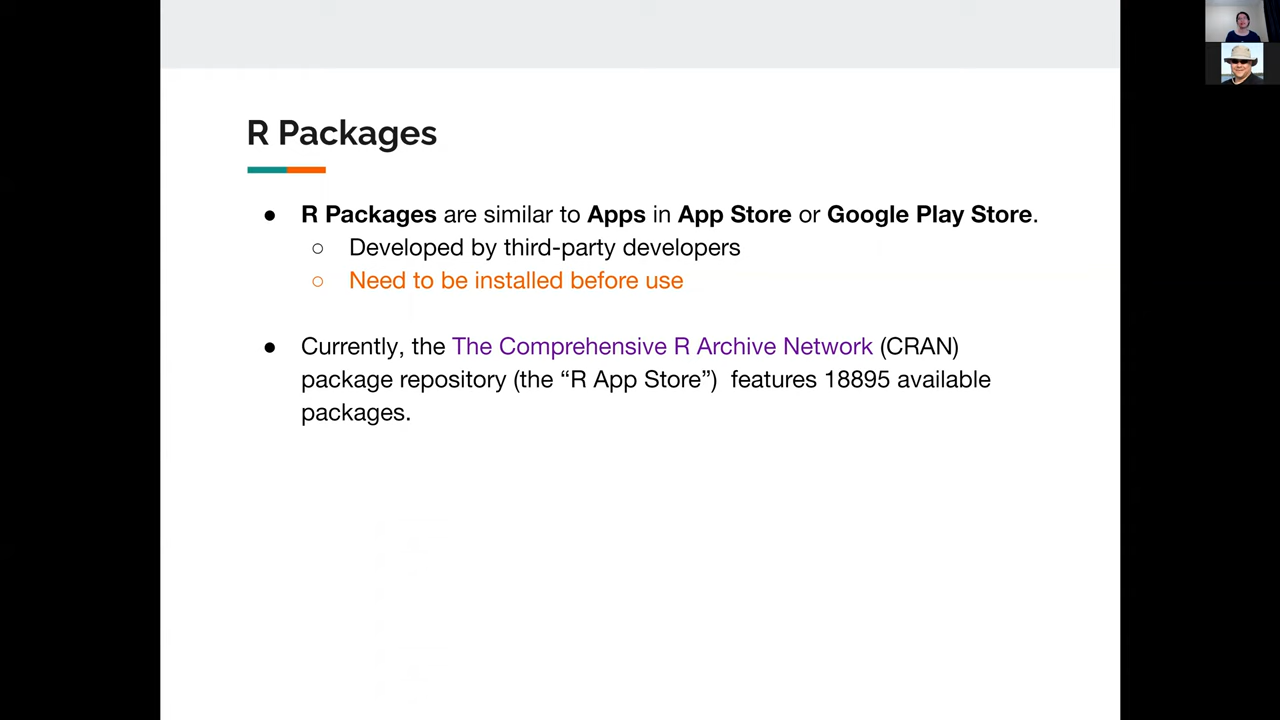 R Packages
● R Packages are similar to Apps in App Store or Google Play Store.
○ Developed by third-party developers
○ Need to be installed before use
● Currently, the The Comprehensive R Archive Network (CRAN)
package repository (the “R App Store”)  features 18895 available
packages.